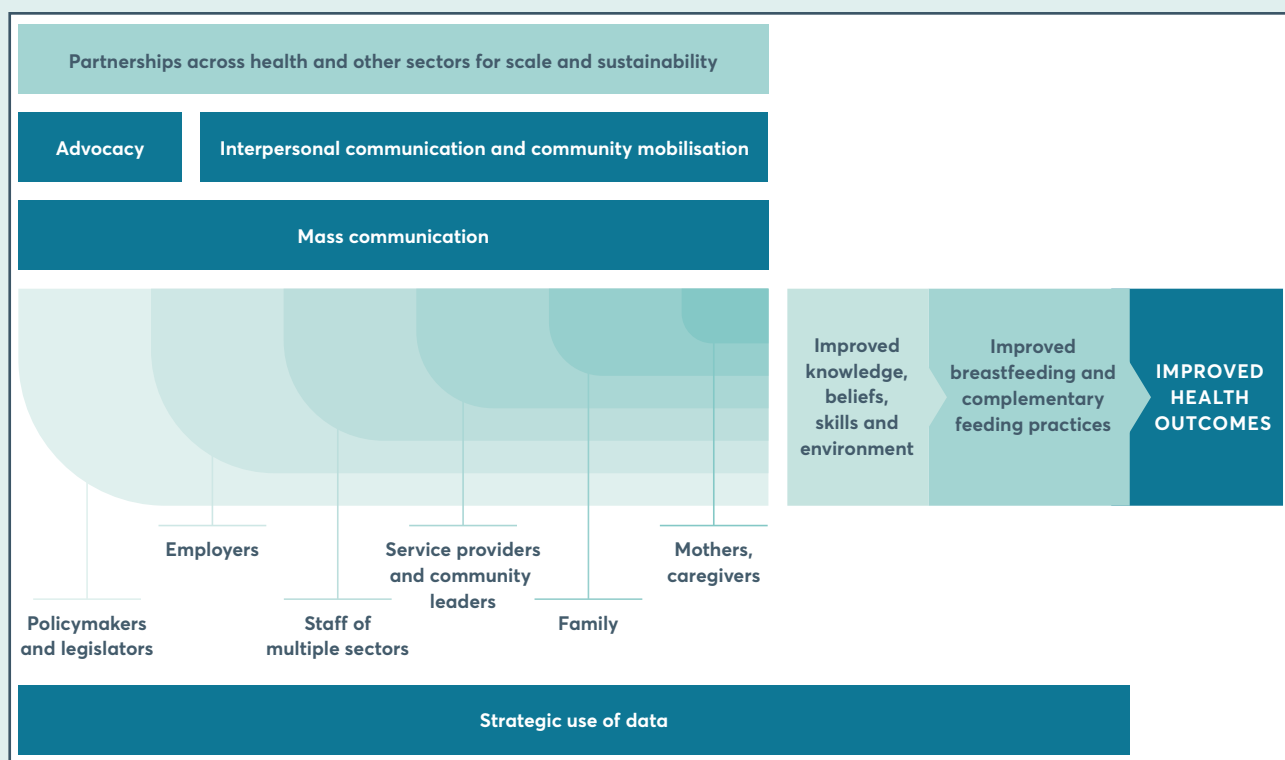 Partnerships across health and other sectors for scale and sustainability
Advocacy
Interpersonal communication and community mobilisation
Mass communication
Improved
knowledge,
beliefs,
skills and
environment
Improved
breastfeeding and
complementary
feeding practices
IMPROVED
HEALTH
OUTCOMES
Policymakers
and legislators
Employers
Staff of
multiple sectors
Service providers
and community
leaders
Family
Mothers,
caregivers
Strategic use of data